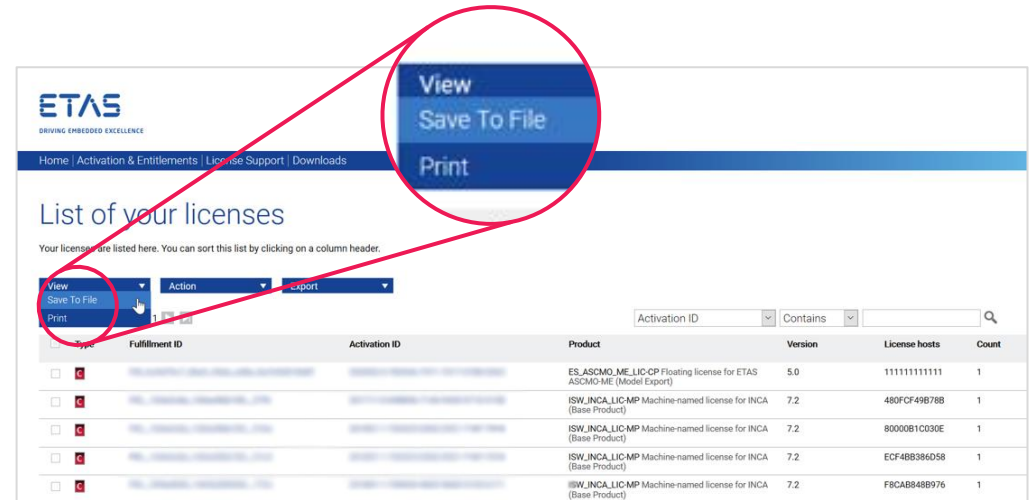 View
Save To File
Print
ETAS
DRIVING EMBEDDED EXCELLENCE
Home | Activation & Entitlements | License Support | Downloads
List of your licenses
Your licenses are listed here. You can sort this list by clicking on a column header.
View Action Export
Save To File
Print
1
Activation ID Contains
Type Fulfillment ID Activation ID Product Version License hosts Count
C ES_ASCMO_ME_LIC-CP Floating license for ETAS 5.0 111111111111 1
ASCMO-ME (Model Export)
C ISW_INCA_LIC-MP Machine-named license for INCA 7.2 480FCF49B78B 1
(Base Product)
C ISW_INCA_LIC-MP Machine-named license for INCA 7.2 80000B1C030E 1
(Base Product)
C ISW_INCA_LIC-MP Machine-named license for INCA 7.2 ECF4BB386D58 1
(Base Product)
C ISW_INCA_LIC-MP Machine-named license for INCA 7.2 F8CAB848B976 1
(Base Product)